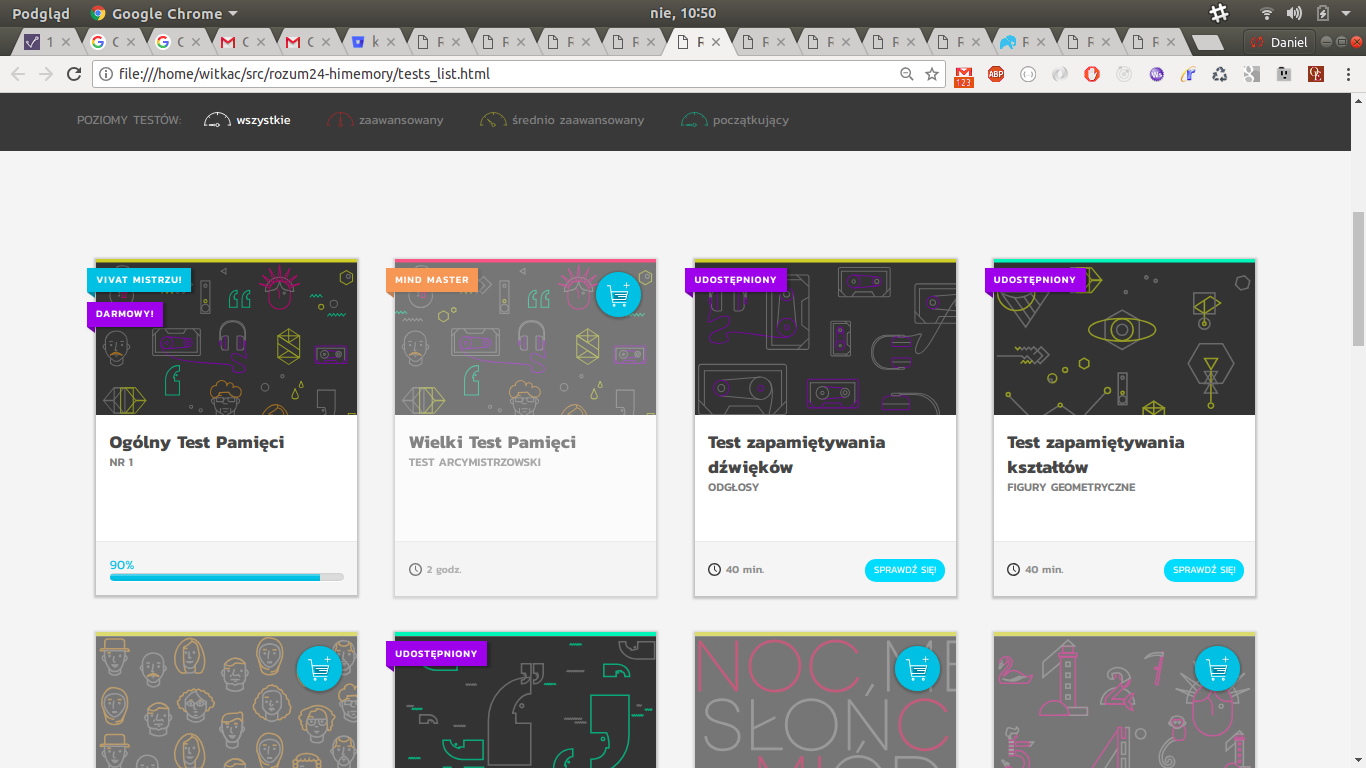 Podgląd
Google Chrome
nie, 10:50
1
C
C
C
C
k
R
R
R
R
R
R
R
R
R
R
R
R
Daniel
file:///home/witkac/src/rozum24-himemory/tests_list.html
123
ABP
POZIOMY TESTÓW:
wszystkie
zaawansowany
średnio zaawansowany
początkujący
VIVAT MISTRZU!
DARMOWY!
MIND MASTER
UDOSTĘPNIONY
UDOSTĘPNIONY
Ogólny Test Pamięci
NR 1
Wielki Test Pamięci
TEST ARCYMISTRZOWSKI
Test zapamiętywania
dźwięków
ODGŁOSY
Test zapamiętywania
kształtów
FIGURY GEOMETRYCZNE
90%
2 godz.
40 min.
SPRAWDŹ SIĘ!
40 min.
SPRAWDŹ SIĘ!
UDOSTĘPNIONY
NOC, ME
SŁOŃC
MIÓD